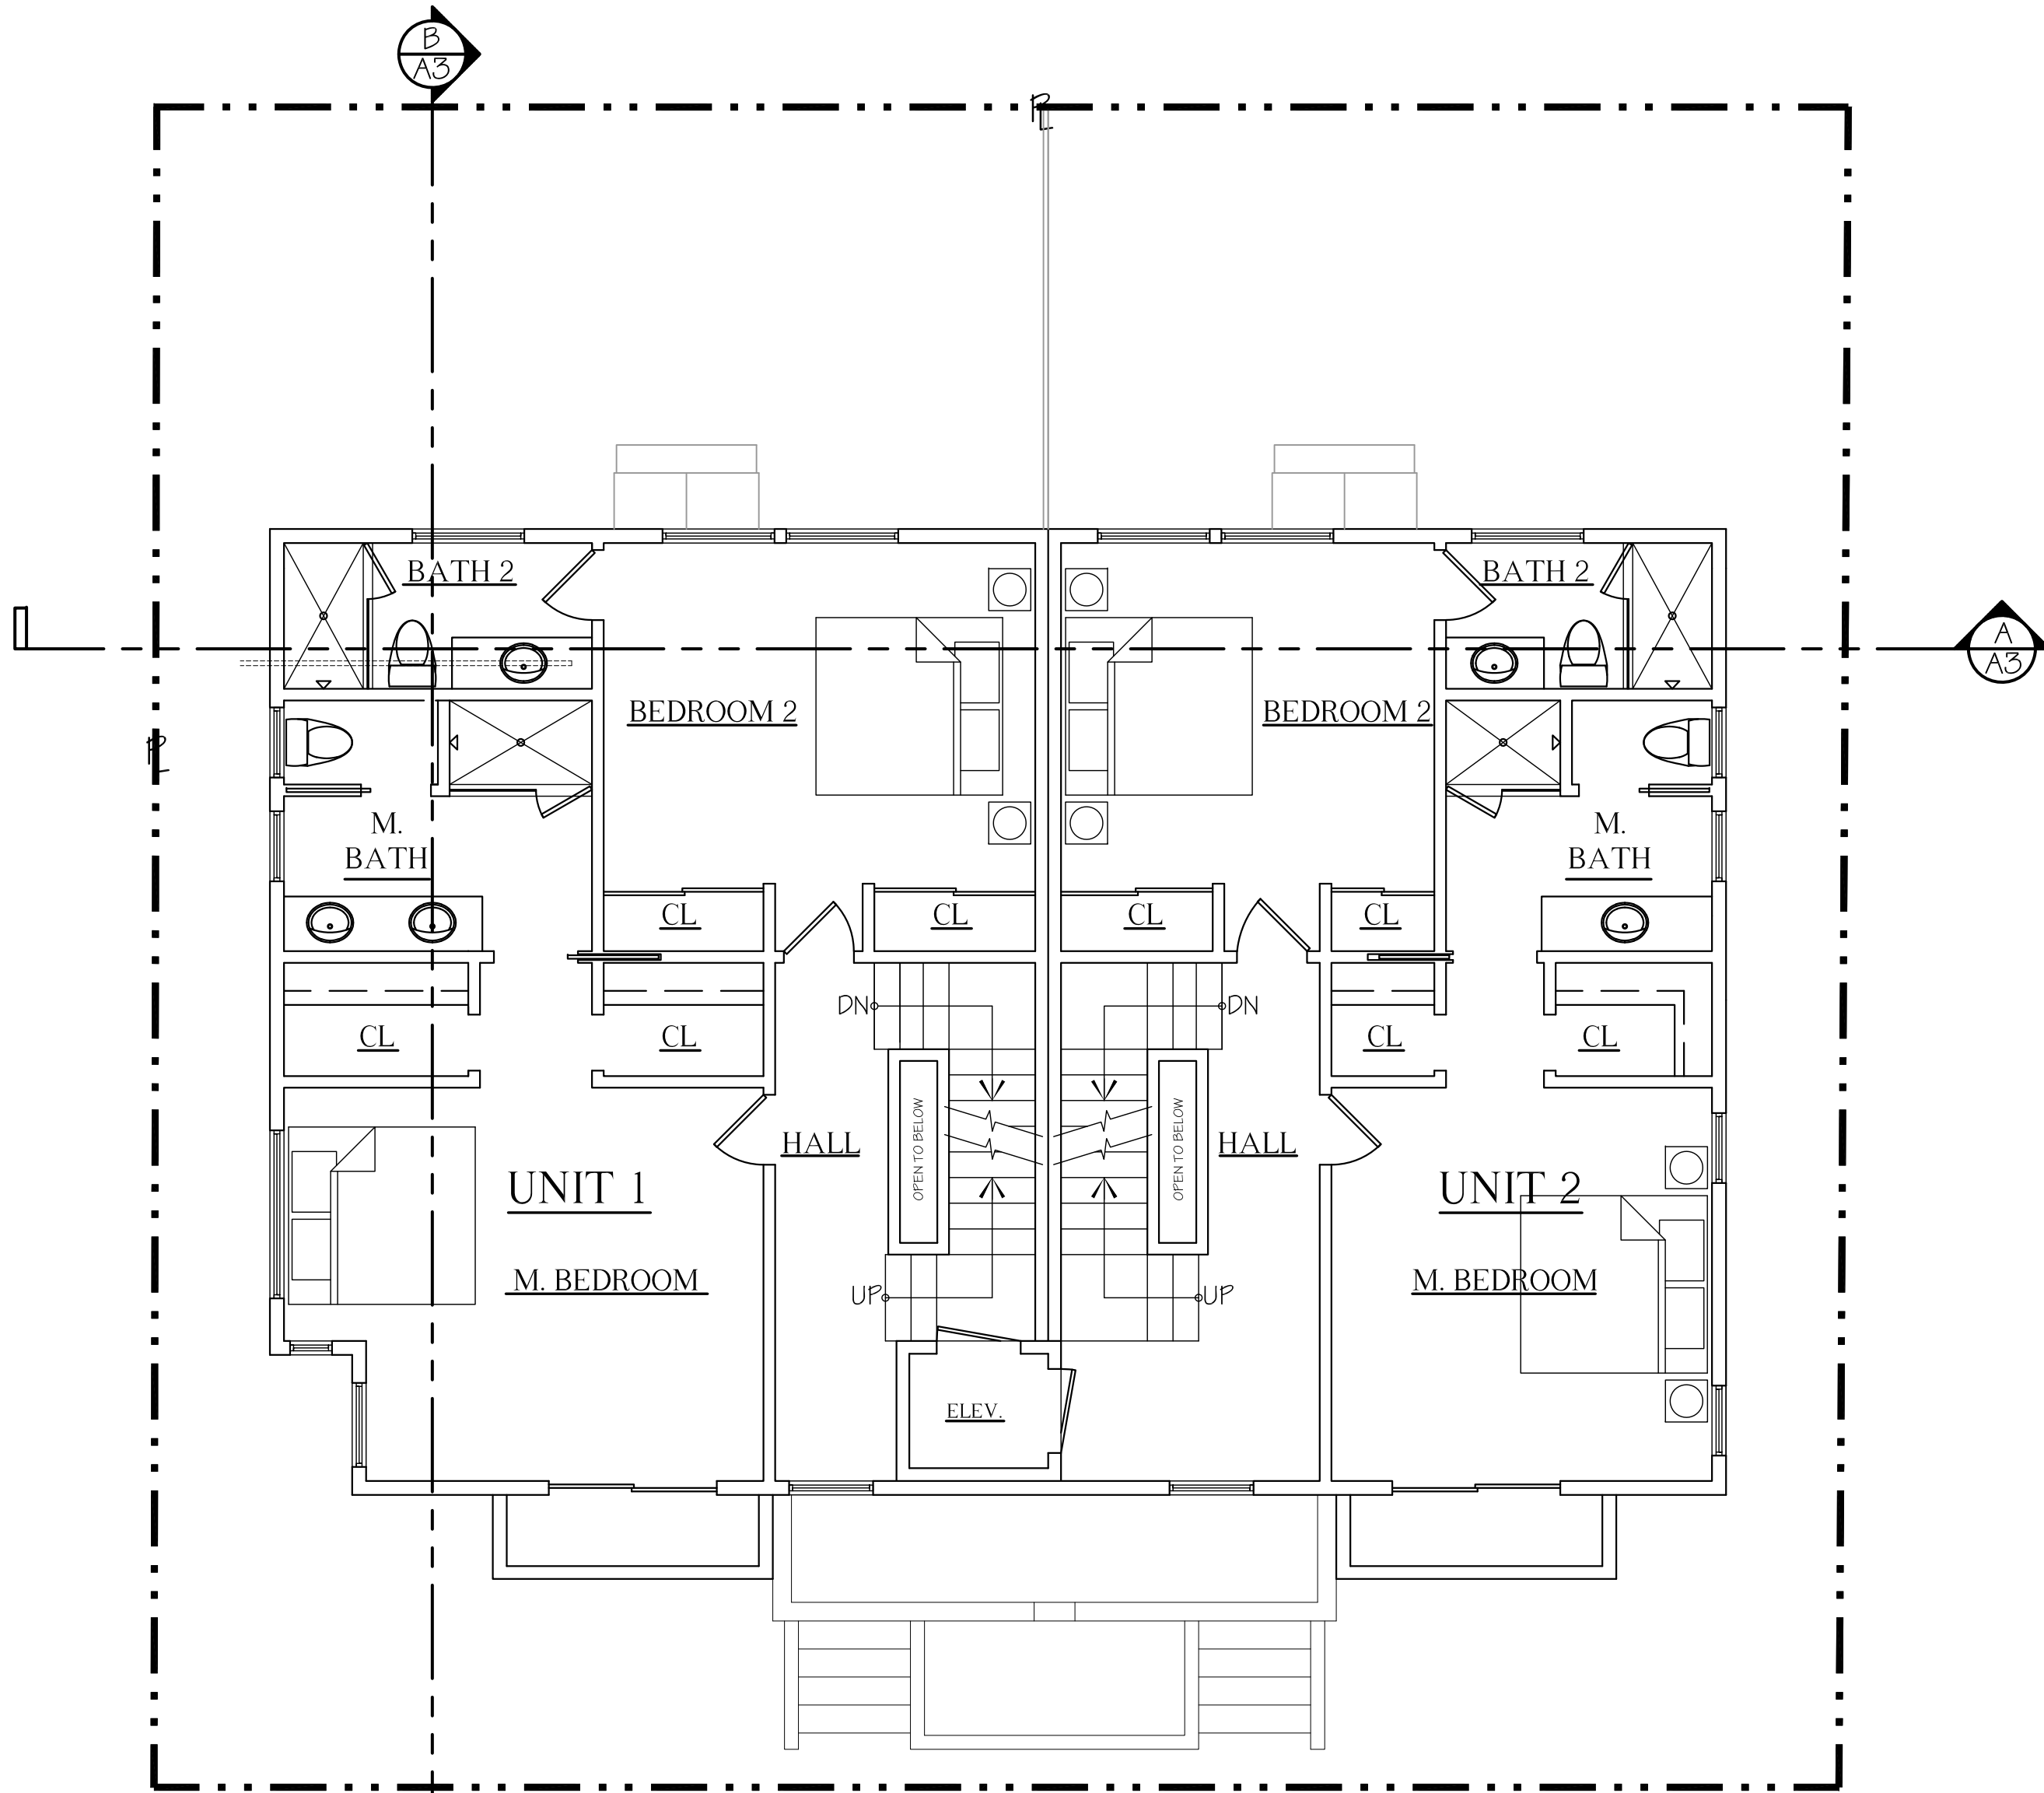 B
A3
PL
BATH 2
BATH 2
A
A3
BEDROOM 2
BEDROOM 2
PL
M.
BATH
M.
BATH
CL
CL
CL
CL
DN
DN
CL
CL
CL
CL
HALL
OPEN TO BELOW
OPEN TO BELOW
HALL
UNIT 1
UNIT 2
M. BEDROOM
M. BEDROOM
UP
UP
ELEV.